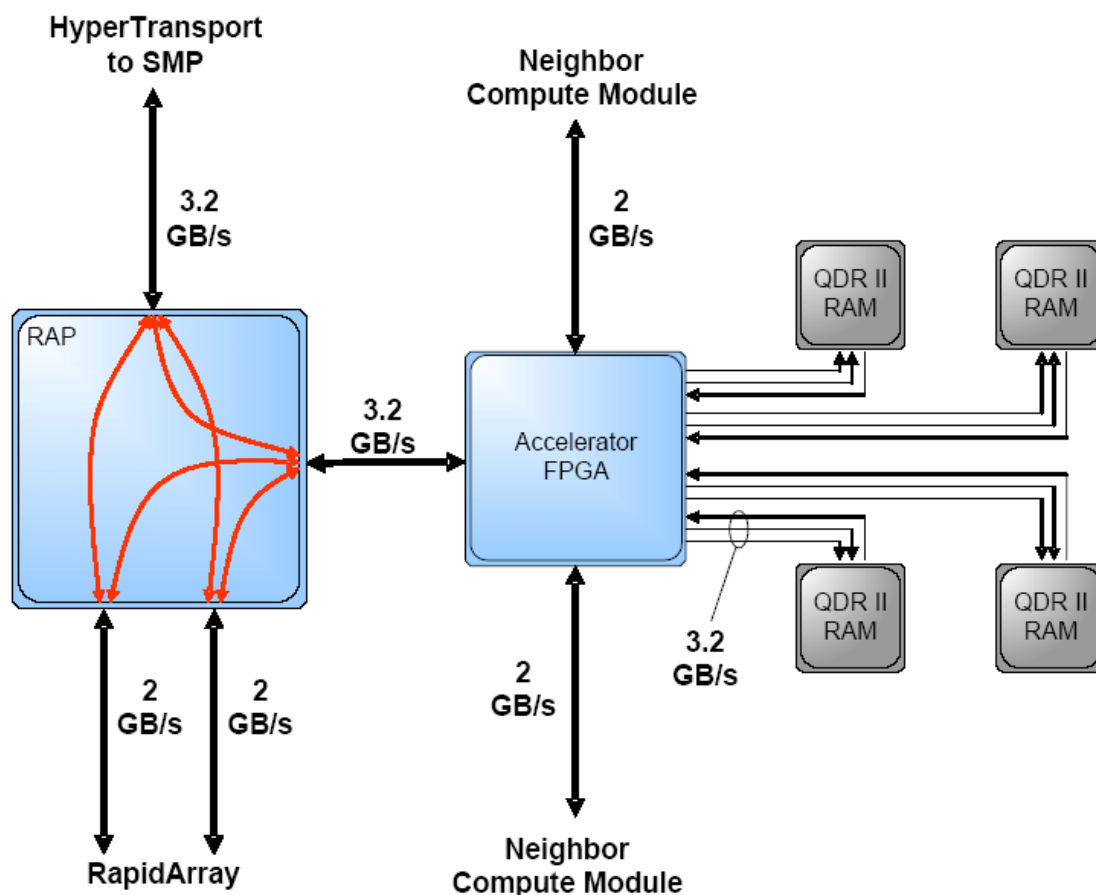 HyperTransport
to SMP
Neighbor
Compute Module
3.2
GB/s
2
GB/s
QDR II
RAM
QDR II
RAM
RAP
3.2
GB/s
Accelerator
FPGA
QDR II
RAM
QDR II
RAM
3.2
GB/s
2
GB/s
2
GB/s
2
GB/s
RapidArray
Neighbor
Compute Module